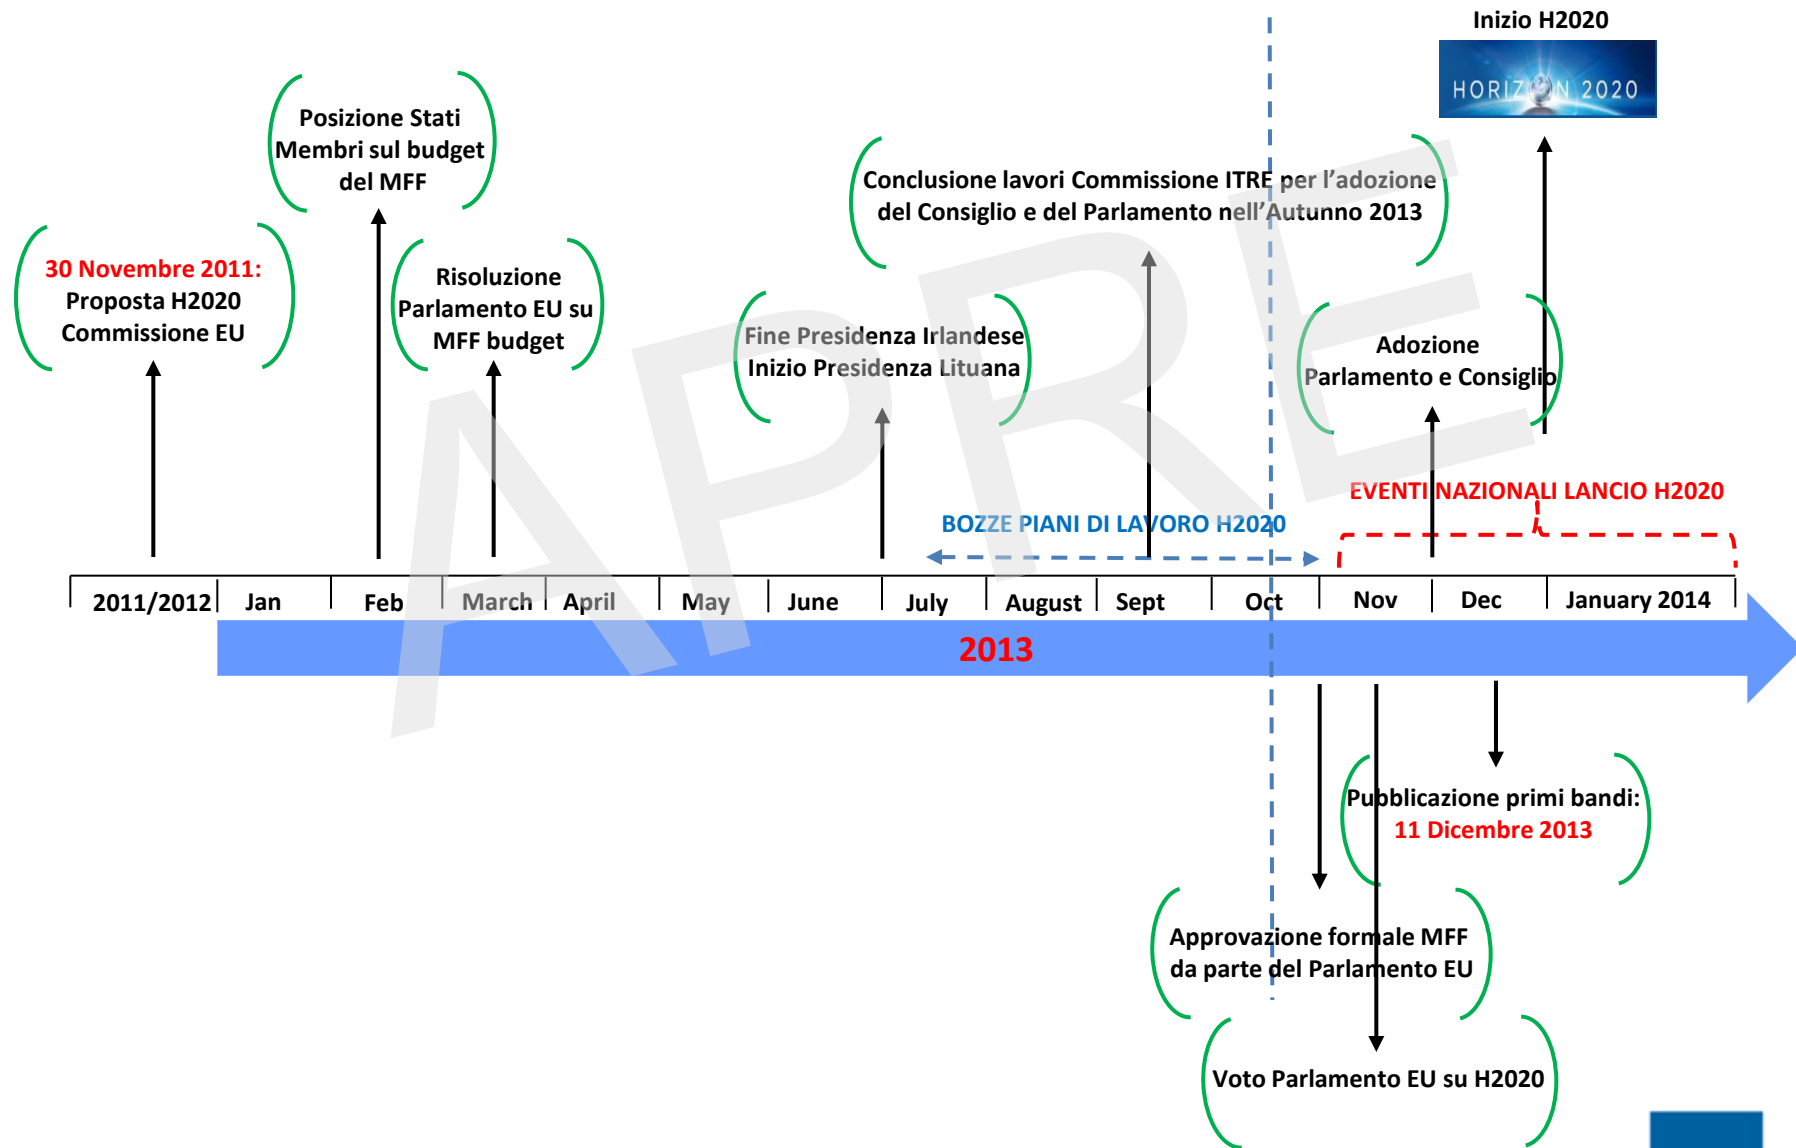 Inizio H2020
HORIZON 2020
Posizione Stati
Membri sul budget
del MFF
Conclusione lavori Commissione ITRE per l'adozione
del Consiglio e del Parlamento nell'Autunno 2013
30 Novembre 2011:
Proposta H2020
Commissione EU
Risoluzione
Parlamento EU su
MFF budget
Fine Presidenza Irlandese
Inizio Presidenza Lituana
Adozione
Parlamento e Consiglio
EVENTI NAZIONALI LANCIO H2020
BOZZE PIANI DI LAVORO H2020
2011/2012 Jan Feb March April May June July August Sept Oct Nov Dec January 2014
2013
APRE
Pubblicazione primi bandi:
11 Dicembre 2013
Approvazione formale MFF
da parte del Parlamento EU
Voto Parlamento EU su H2020